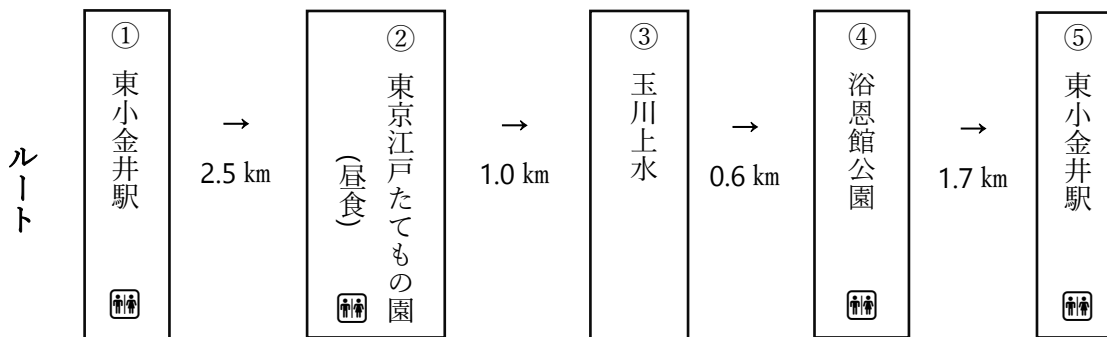 ルート
①
東小金井駅
→
2.5 ㎞
②
東京江戸たてもの園
(昼食)
→
1.0 ㎞
③
玉川上水
→
0.6 ㎞
④
浴恩館公園
→
1.7 ㎞
⑤
東小金井駅